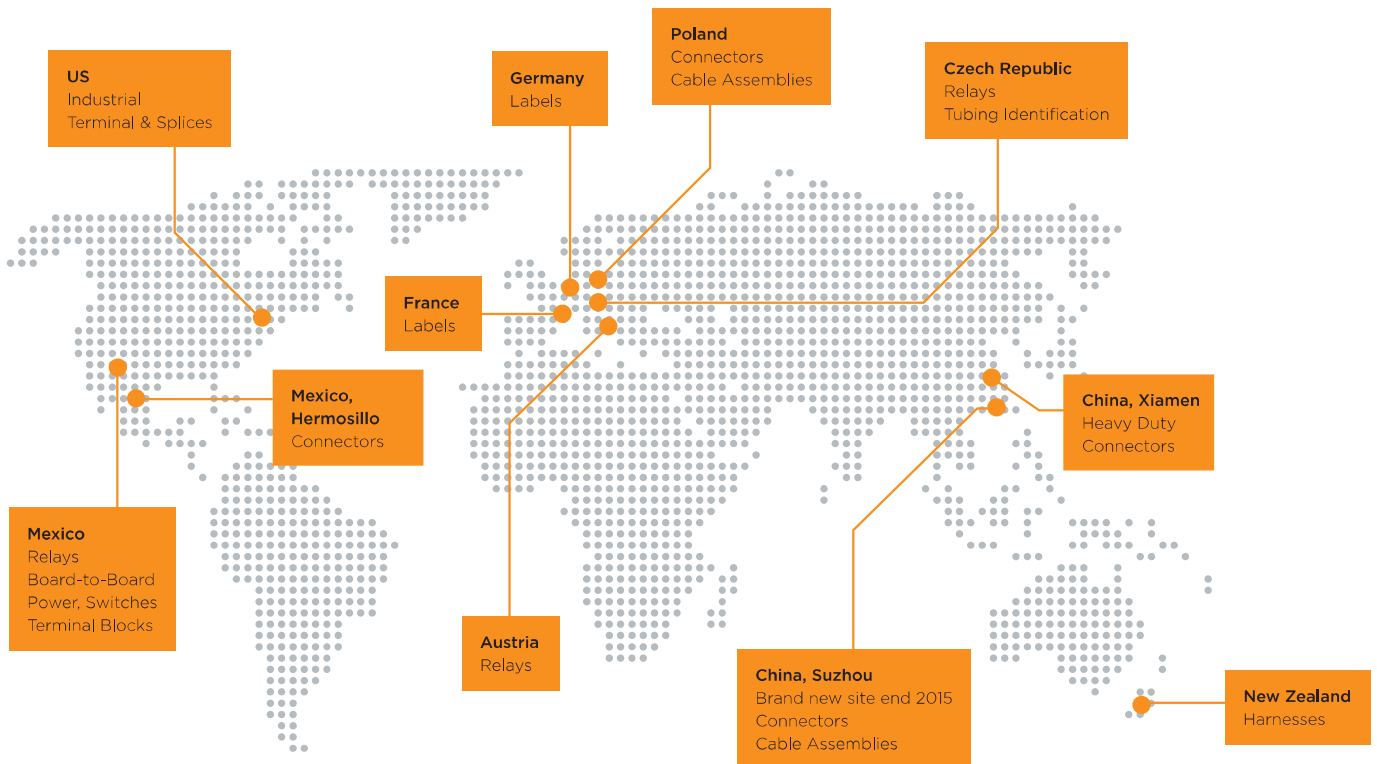 US
Industrial
Terminal & Splices
Germany
Labels
Poland
Connectors
Cable Assemblies
Czech Republic
Relays
Tubing Identification
France
Labels
Mexico,
Hermosillo
Connectors
China, Xiamen
Heavy Duty
Connectors
Mexico
Relays
Board-to-Board
Power, Switches
Terminal Blocks
Austria
Relays
China, Suzhou
Brand new site end 2015
Connectors
Cable Assemblies
New Zealand
Harnesses